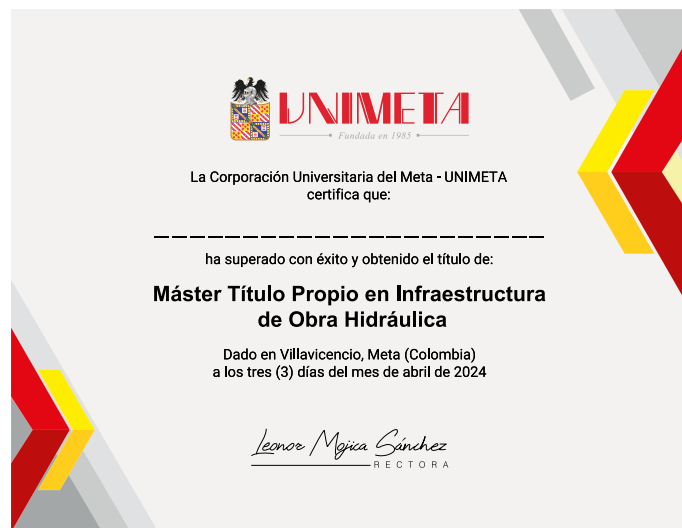 UNIMETA
Fundada en 1985
La Corporación Universitaria del Meta - UNIMETA
certifica que:
ha superado con éxito y obtenido el título de:
Máster Título Propio en Infraestructura
de Obra Hidráulica
Dado en Villavicencio, Meta (Colombia)
a los tres (3) días del mes de abril de 2024
Leonor Mojica Sánchez
RECTORA